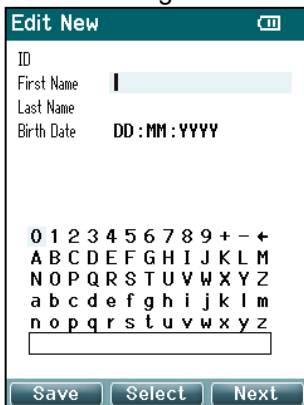 Edit New
ID
First Name
Last Name
Birth Date DD:MM:YYYY
0 1 2 3 4 5 6 7 8 9 + - ←
A B C D E F G H I J K L M
N O P Q R S T U V W X Y Z
a b c d e f g h i j k l m
n o p q r s t u v w x y z
Save Select Next